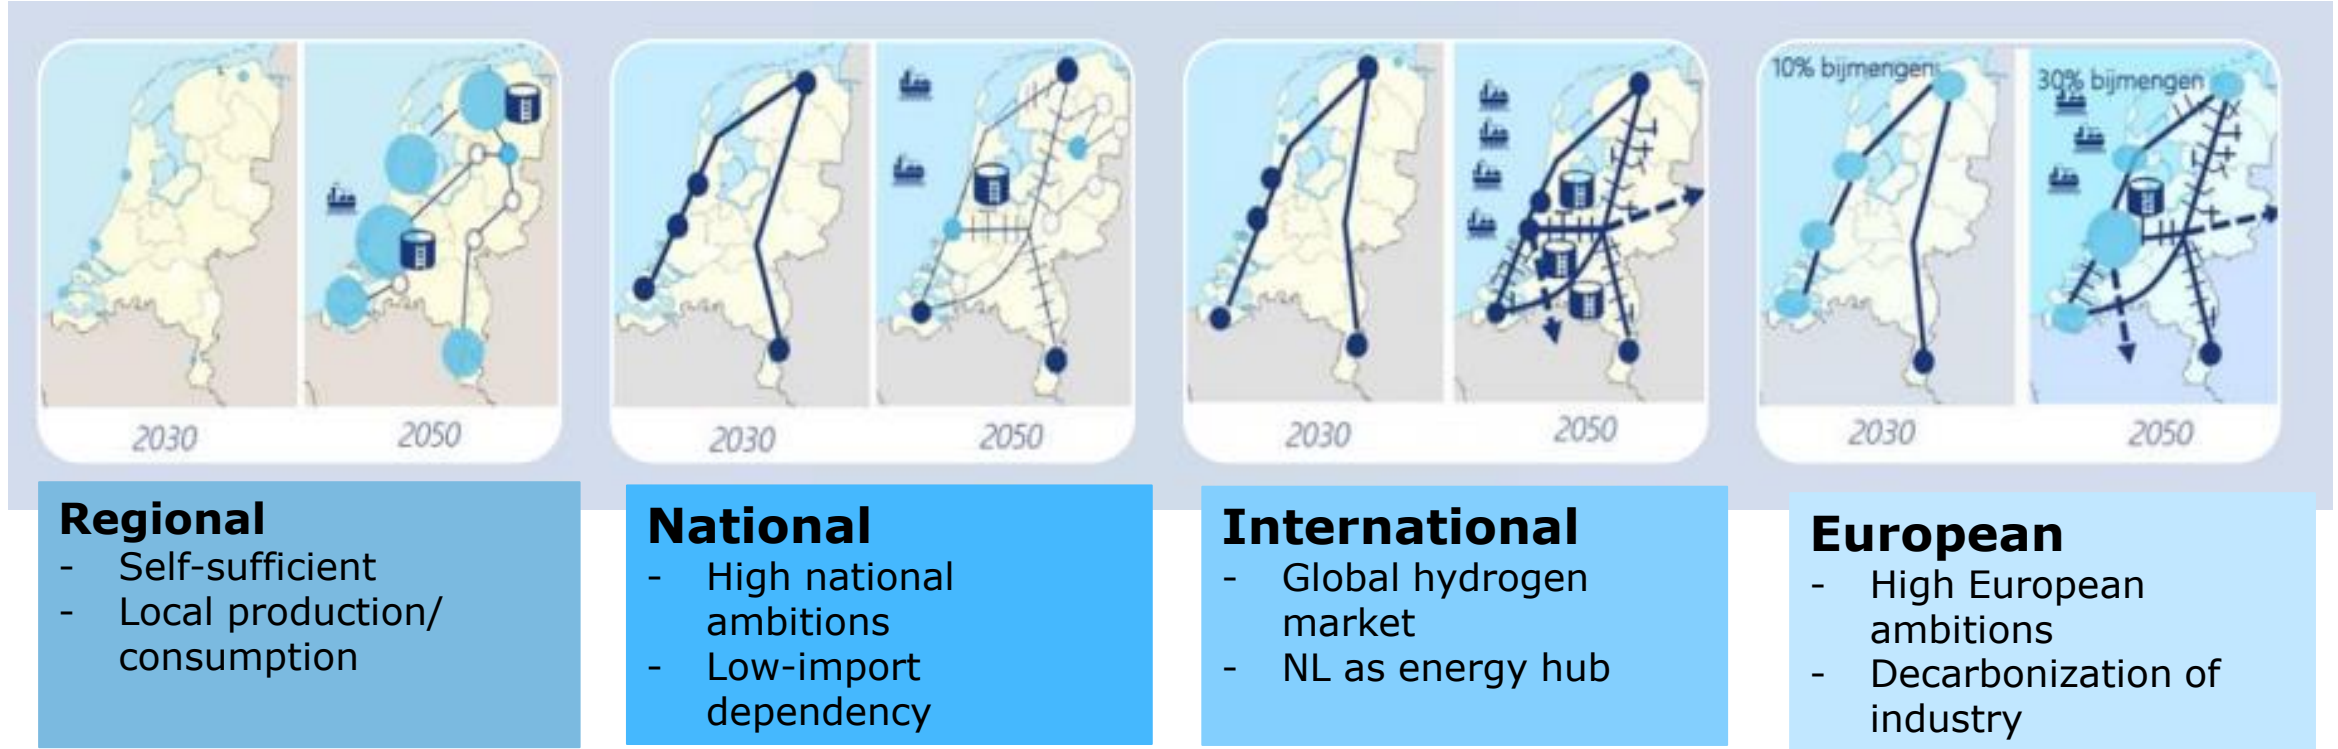 10% bijmengen
30% bijmengen
2030
2050
2030
2050
2030
2050
2030
2050
Regional
- Self-sufficient
- Local production/
consumption
National
- High national
ambitions
- Low-import
dependency
International
- Global hydrogen
market
- NL as energy hub
European
- High European
ambitions
- Decarbonization of
industry